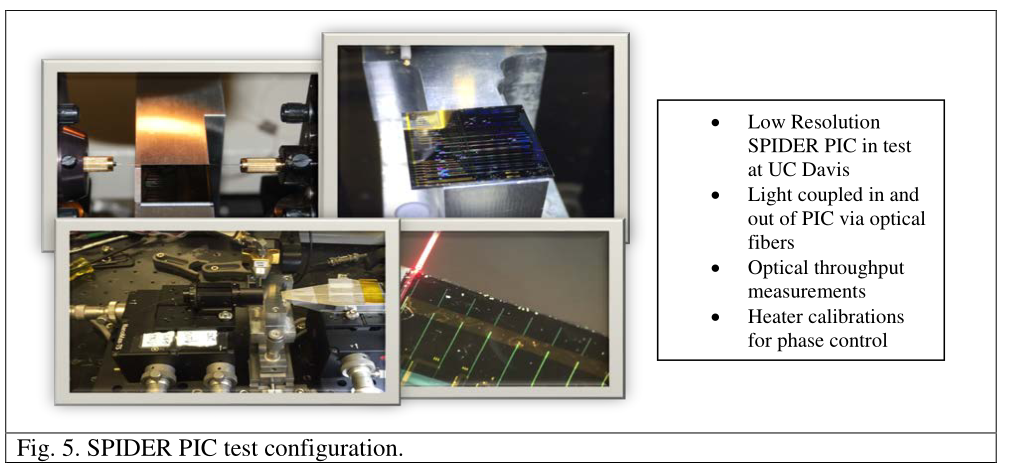 • Low Resolution
SPIDER PIC in test
at UC Davis
• Light coupled in and
out of PIC via optical
fibers
• Optical throughput
measurements
• Heater calibrations
for phase control
Fig. 5. SPIDER PIC test configuration.